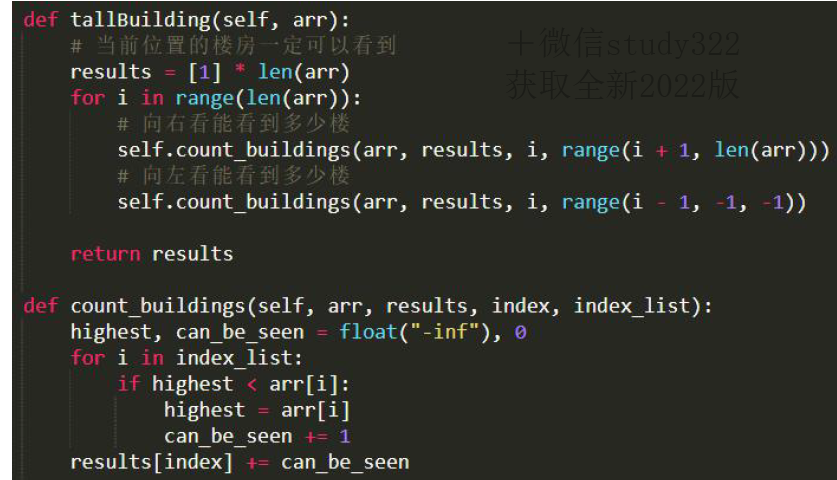 def tallBuilding(self, arr):
    # 当前位置的楼房一定可以看到
    results = [1] * len(arr)
    for i in range(len(arr)):
        # 向右看能看到多少楼
        self.count_buildings(arr, results, i, range(i + 1, len(arr)))
        # 向左看能看到多少楼
        self.count_buildings(arr, results, i, range(i - 1, -1, -1))
    return results
def count_buildings(self, arr, results, index, index_list):
    highest, can_be_seen = float("-inf"), 0
    for i in index_list:
        if highest < arr[i]:
            highest = arr[i]
            can_be_seen += 1
    results[index] += can_be_seen
十微信study322
获取全新2022版